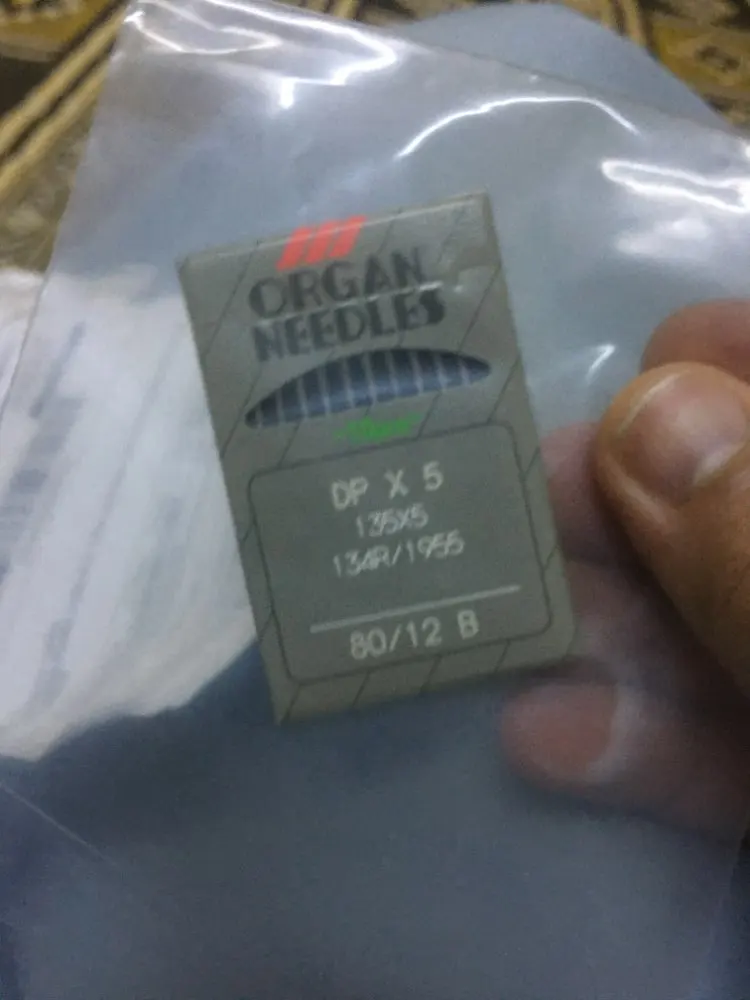 ORGAN
NEEDLES
DP X 5
135X5
134R/1955
80/12 B